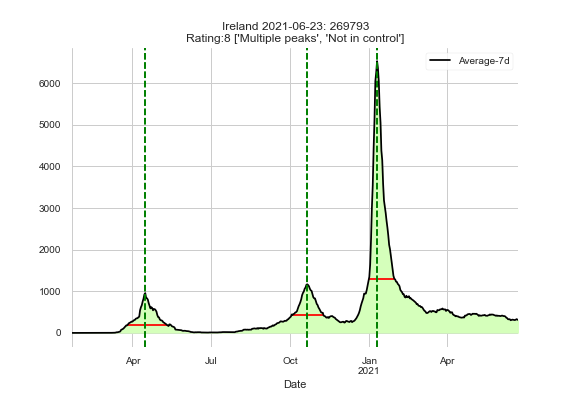 Ireland 2021-06-23: 269793
Rating:8 ['Multiple peaks', 'Not in control']
Average-7d
6000
5000
4000
3000
2000
1000
0
Apr
Jul
Oct
Jan
2021
Apr
Date